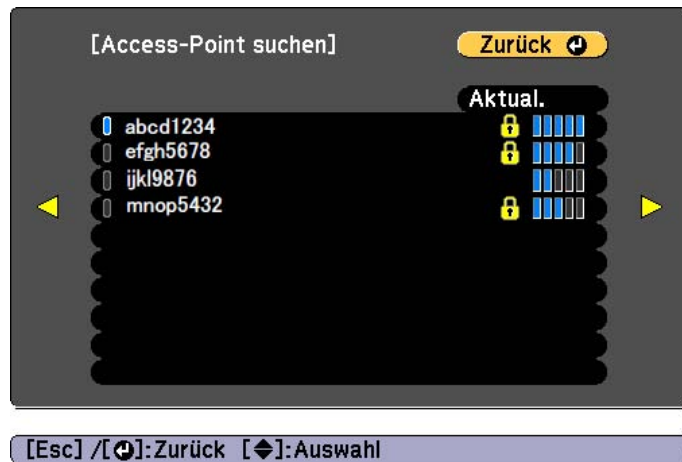 [Access-Point suchen]
Zurück
Aktual.
abcd1234
efgh5678
ijkl9876
mnop5432
[Esc] /[]:Zurück []:Auswahl